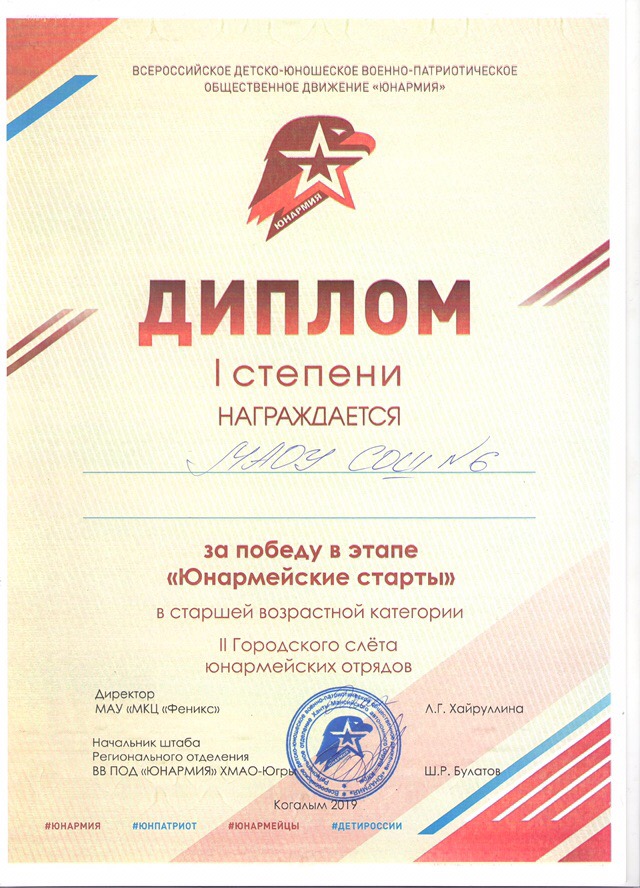 ВСЕРОССИЙСКОЕ ДЕТСКО-ЮНОШЕСКОЕ ВОЕННО-ПАТРИОТИЧЕСКОЕ
ОБЩЕСТВЕННОЕ ДВИЖЕНИЕ «ЮНАРМИЯ»
ЮНАРМИЯ
ДИПЛОМ
I степени
НАГРАЖДАЕТСЯ
МАОУ СОШ №6
за победу в этапе
«Юнармейские старты»
в старшей возрастной категории
II Городского слёта
юнармейских отрядов
Директор
МАУ «МКЦ «Феникс»
Л.Г. Хайруллина
Начальник штаба
Регионального отделения
ВВ ПОД «ЮНАРМИЯ» ХМАО-Югры
Ш.Р. Булатов
Когалым 2019
#ЮНАРМИЯ #ЮНПАТРИОТ #ЮНАРМЕЙЦЫ #ДЕТИРОССИИ